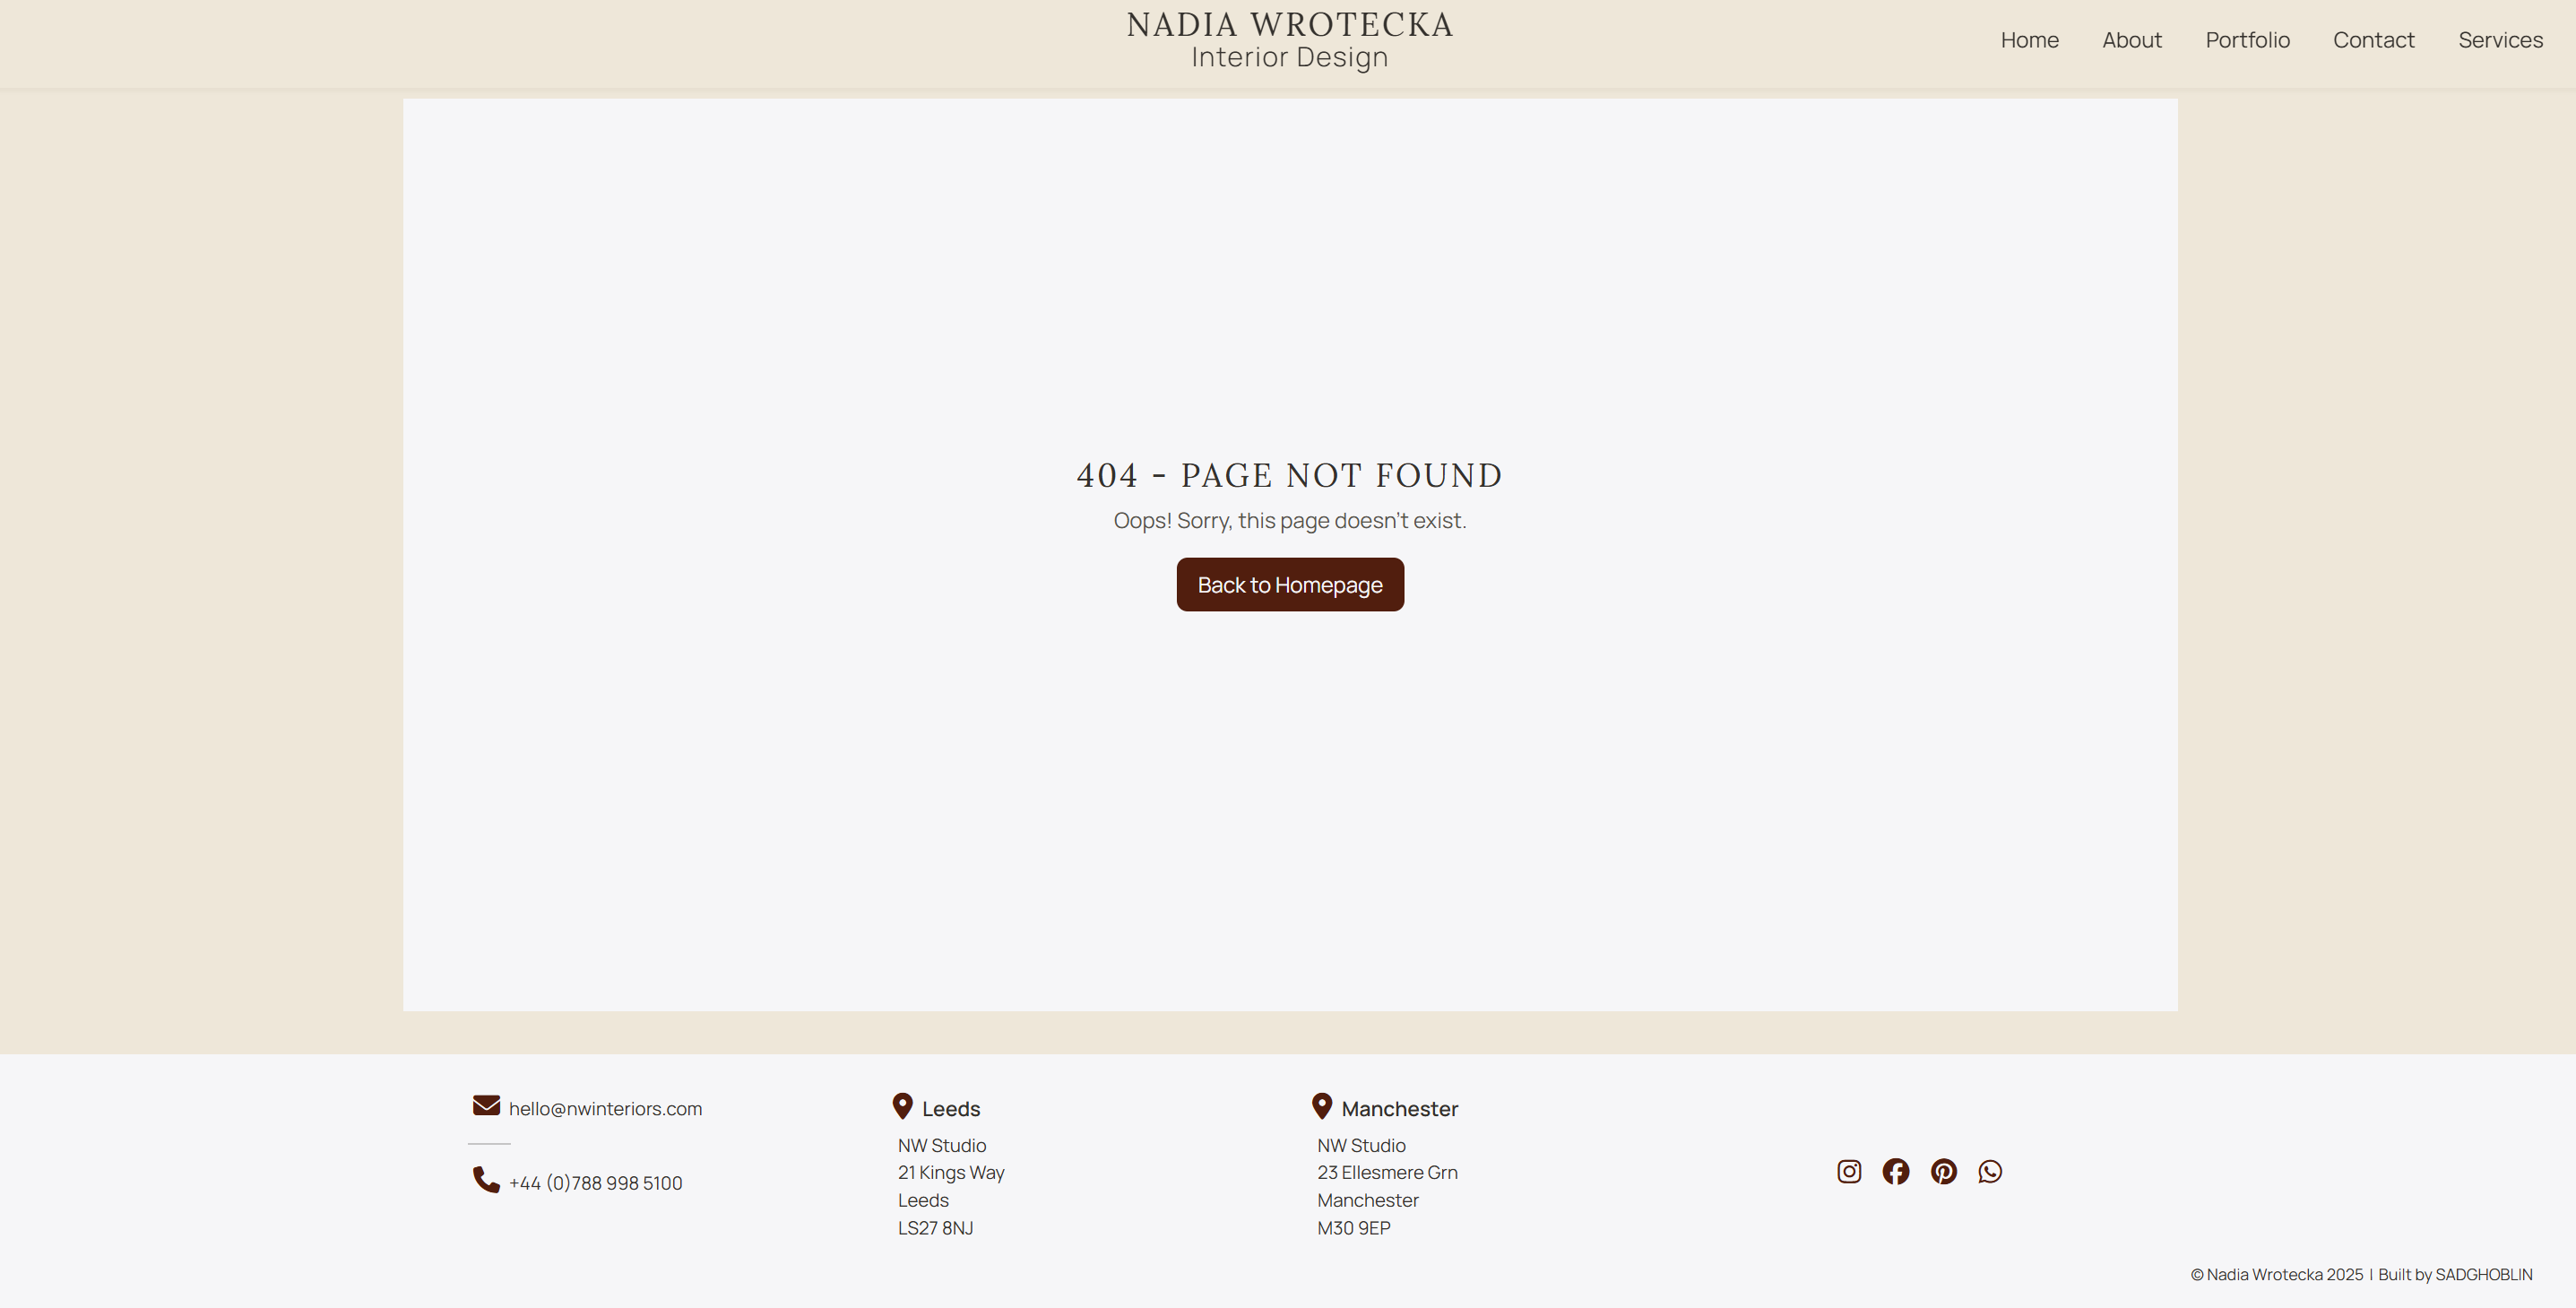 NADIA WROTECKA
Interior Design
Home About Portfolio Contact Services
404 - PAGE NOT FOUND
Oops! Sorry, this page doesn't exist.
Back to Homepage
hello@nwinteriors.com
+44 (0)788 998 5100
Leeds
NW Studio
21 Kings Way
Leeds
LS27 8NJ
Manchester
NW Studio
23 Ellesmere Grn
Manchester
M30 9EP
© Nadia Wrotecka 2025 | Built by SADGHOBLIN